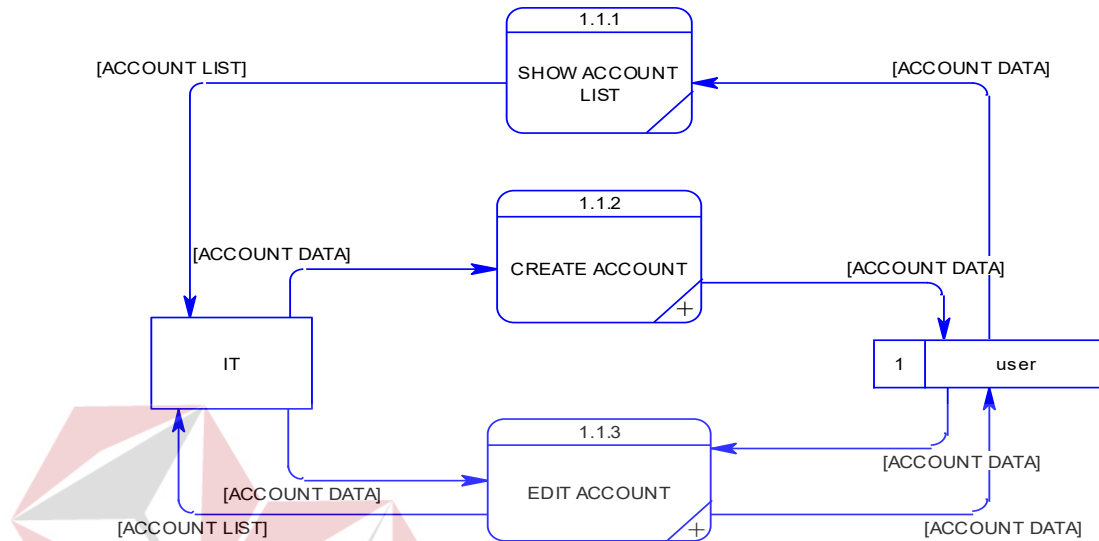 1.1.1
[ACCOUNT LIST]
SHOW ACCOUNT
LIST
[ACCOUNT DATA]
1.1.2
[ACCOUNT DATA]
CREATE ACCOUNT
[ACCOUNT DATA]
+
IT
1
user
1.1.3
[ACCOUNT DATA]
EDIT ACCOUNT
[ACCOUNT DATA]
[ACCOUNT LIST]
+
[ACCOUNT DATA]